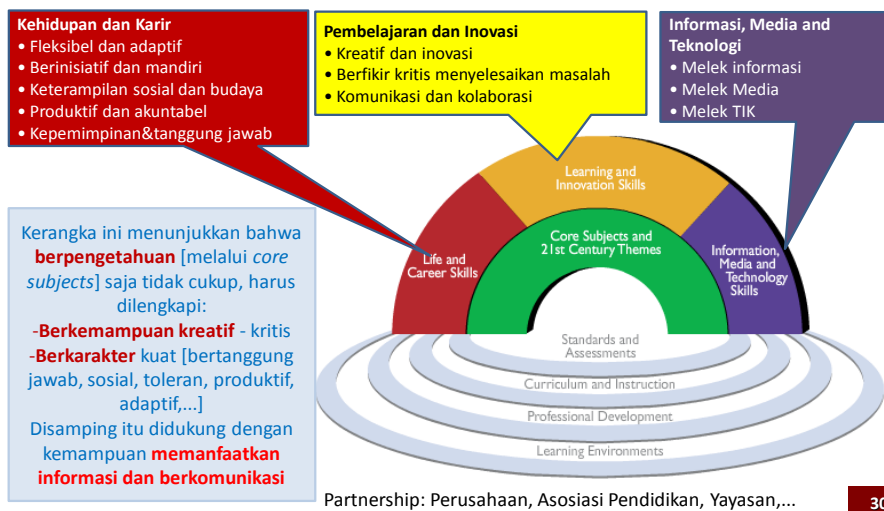 Kehidupan dan Karir
• Fleksibel dan adaptif
• Berinisiatif dan mandiri
• Keterampilan sosial dan budaya
• Produktif dan akuntabel
• Kepemimpinan&tanggung jawab
Pembelajaran dan Inovasi
• Kreatif dan inovasi
• Berfikir kritis menyelesaikan masalah
• Komunikasi dan kolaborasi
Informasi, Media and
Teknologi
• Melek informasi
• Melek Media
• Melek TIK
Learning and
Innovation Skills
Core Subjects and
21st Century Themes
Life and
Career Skills
Information,
Media and
Technology
Skills
Standards and
Assessments
Curriculum and Instruction
Professional Development
Learning Environments
Kerangka ini menunjukkan bahwa
berpengetahuan [melalui core
subjects] saja tidak cukup, harus
dilengkapi:
-Berkemampuan kreatif - kritis
-Berkarakter kuat [bertanggung
jawab, sosial, toleran, produktif,
adaptif,...]
Disamping itu didukung dengan
kemampuan memanfaatkan
informasi dan berkomunikasi
Partnership: Perusahaan, Asosiasi Pendidikan, Yayasan,...
30